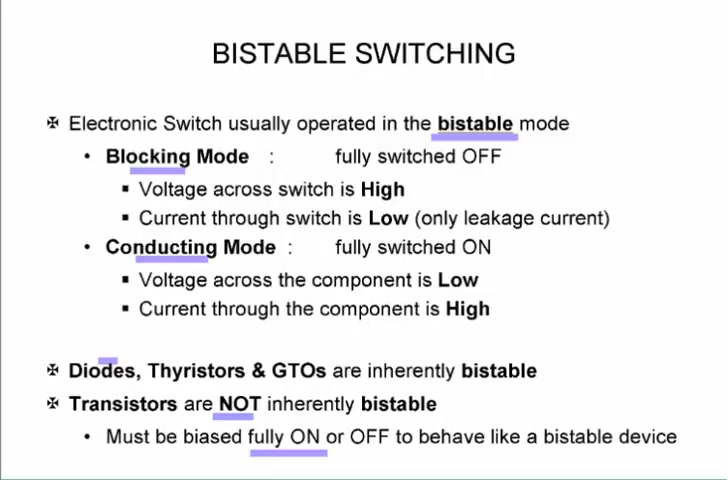 BISTABLE SWITCHING
✠ Electronic Switch usually operated in the bistable mode
• Blocking Mode : fully switched OFF
▪ Voltage across switch is High
▪ Current through switch is Low (only leakage current)
• Conducting Mode : fully switched ON
▪ Voltage across the component is Low
▪ Current through the component is High
✠ Diodes, Thyristors & GTOs are inherently bistable
✠ Transistors are NOT inherently bistable
• Must be biased fully ON or OFF to behave like a bistable device